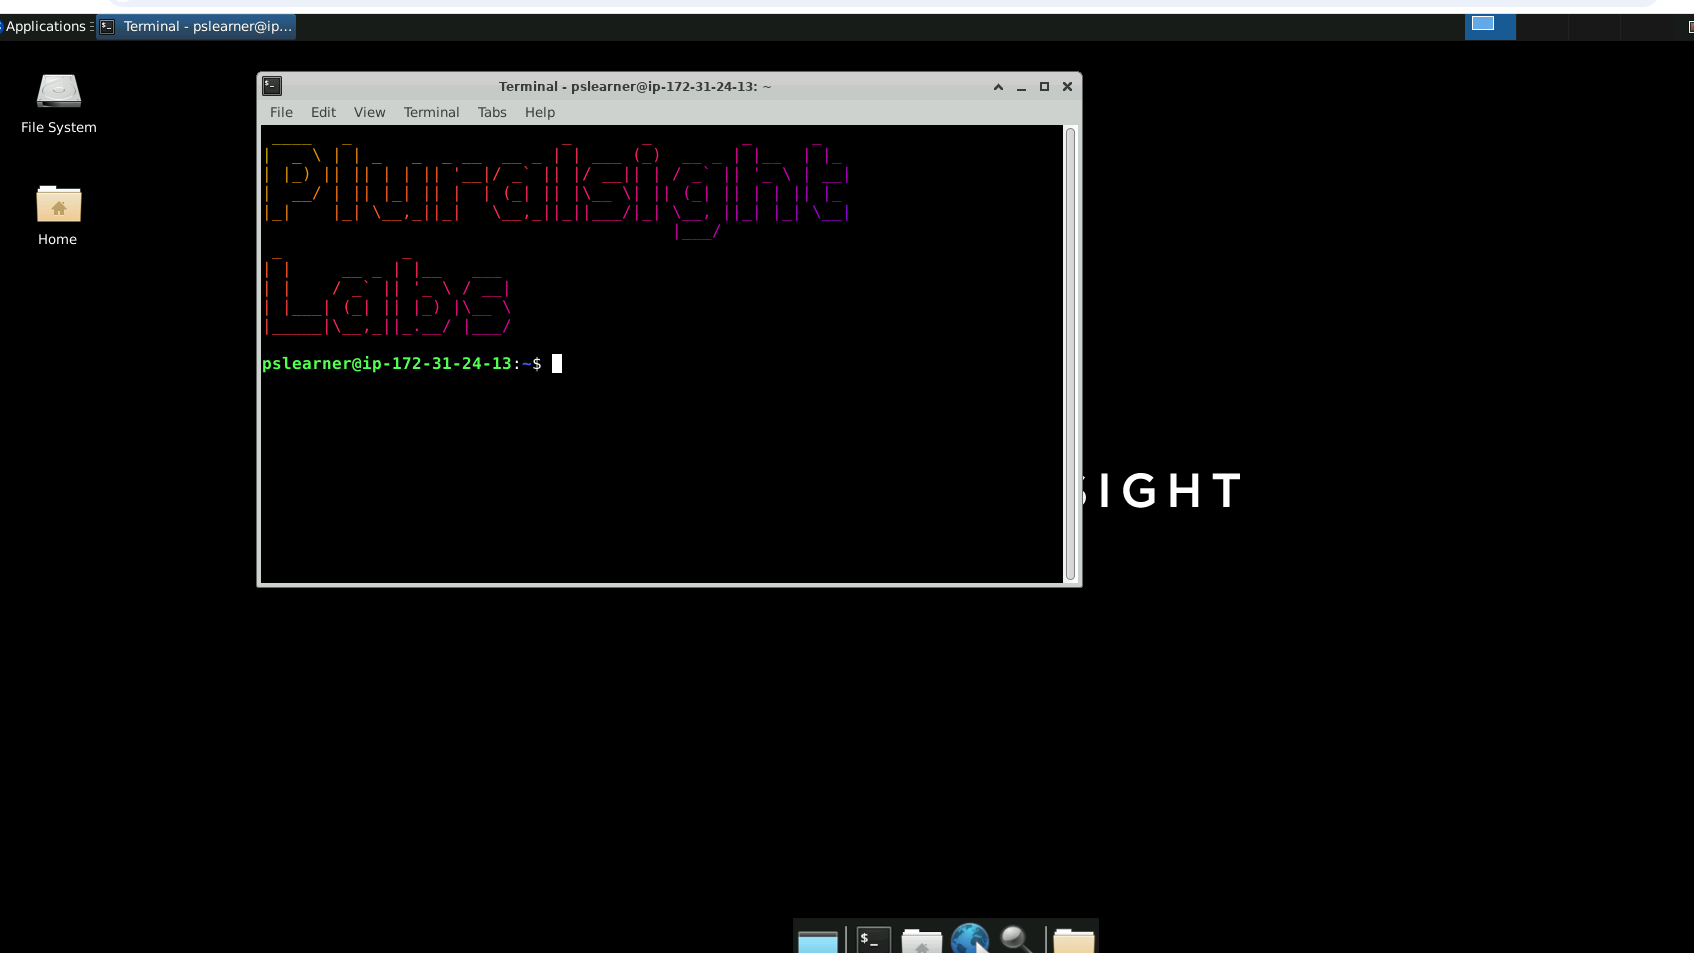 Applications
Terminal - pslearner@ip...
File System
Home
Terminal - pslearner@ip-172-31-24-13: ~
File Edit View Terminal Tabs Help
Pluralsight
Labs
pslearner@ip-172-31-24-13:~$
SIGHT
$_